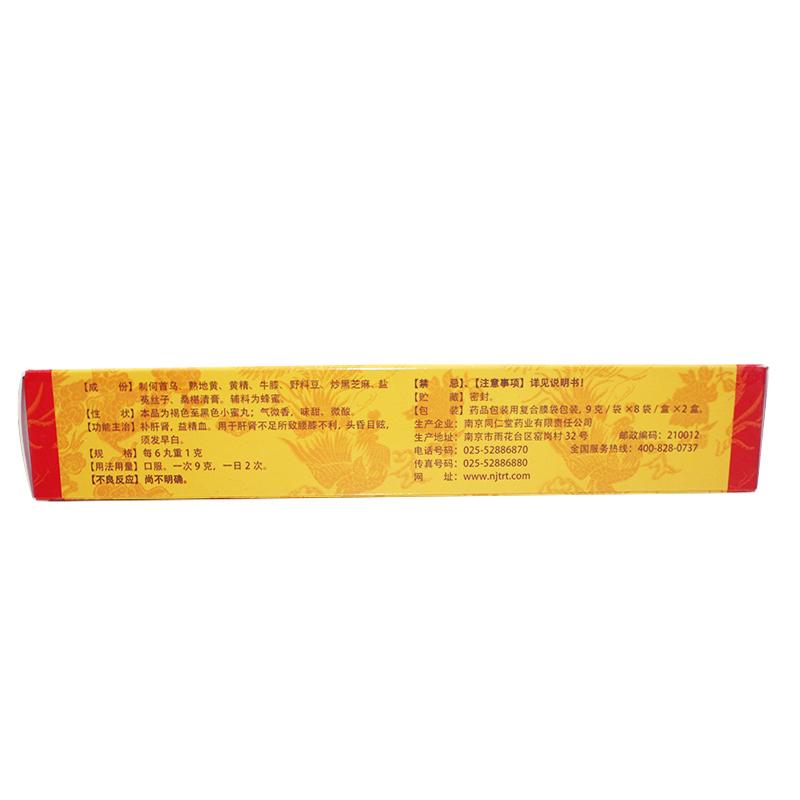 【成　份】制何首乌、熟地黄、黄精、牛膝、野料豆、炒黑芝麻、盐
菟丝子、桑椹清膏。辅料为蜂蜜。
【性　状】本品为褐色至黑色小蜜丸；气微香，味甜、微酸。
【功能主治】补肝肾，益精血。用于肝肾不足所致腰膝不利，头昏目眩，
须发早白。
【规　格】每6丸重1克
【用法用量】口服。一次9克，一日2次。
【不良反应】尚不明确。
【禁　忌】、【注意事项】详见说明书！
【贮　藏】密封。
【包　装】药品包装用复合膜袋包装，9克/袋×8袋/盒×2盒。
生产企业：南京同仁堂药业有限责任公司
生产地址：南京市雨花台区窑岗村32号　邮政编码：210012
电话号码：025-52886870　全国服务热线：400-828-0737
传真号码：025-52886880
网　址：www.njtrt.com